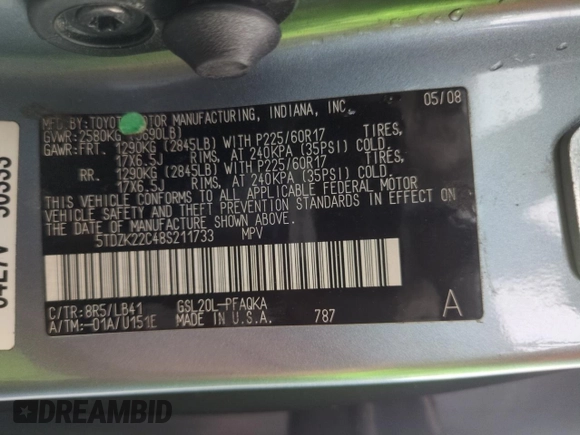 MFG. BY: TOYOTA MOTOR MANUFACTURING, INDIANA, INC. 05/08
GVWR: 2580KG 690LB)
GAWR: FRT. 1290KG (2845LB) WITH P225/60R17 TIRES,
17X6.5J RIMS, AT 240KPA (35PSI) COLD.
RR. 1290KG (2845LB) WITH P225/60R17 TIRES,
17X6.5J RIMS, AT 240KPA (35PSI) COLD.
THIS VEHICLE CONFORMS TO ALL APPLICABLE FEDERAL MOTOR
VEHICLE SAFETY AND THEFT PREVENTION STANDARDS IN EFFECT ON
THE DATE OF MANUFACTURE SHOWN ABOVE.
5TDZK22C48S211733 MPV
C/TR: 8R5/LB41 GSL20L-PFAQKA
A/TM: -01A/U151E MADE IN U.S.A. 787 A
DREAMBID